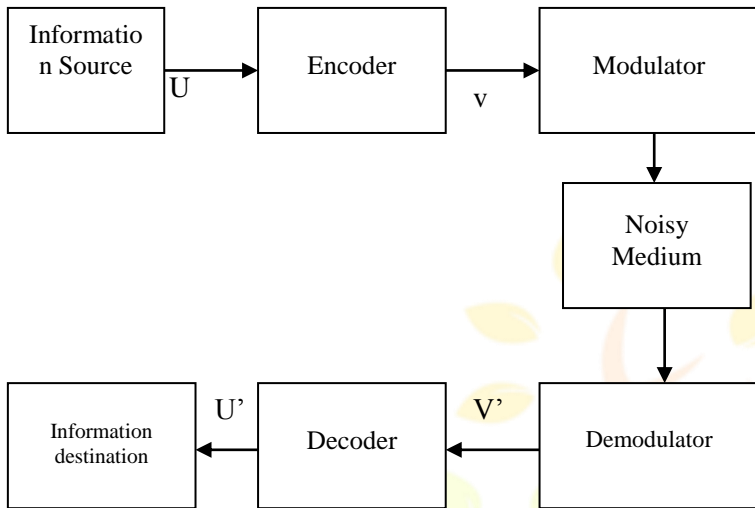 Informatio
n Source
U
Encoder
v
Modulator
Noisy
Medium
Demodulator
V’
Decoder
U’
Information
destination